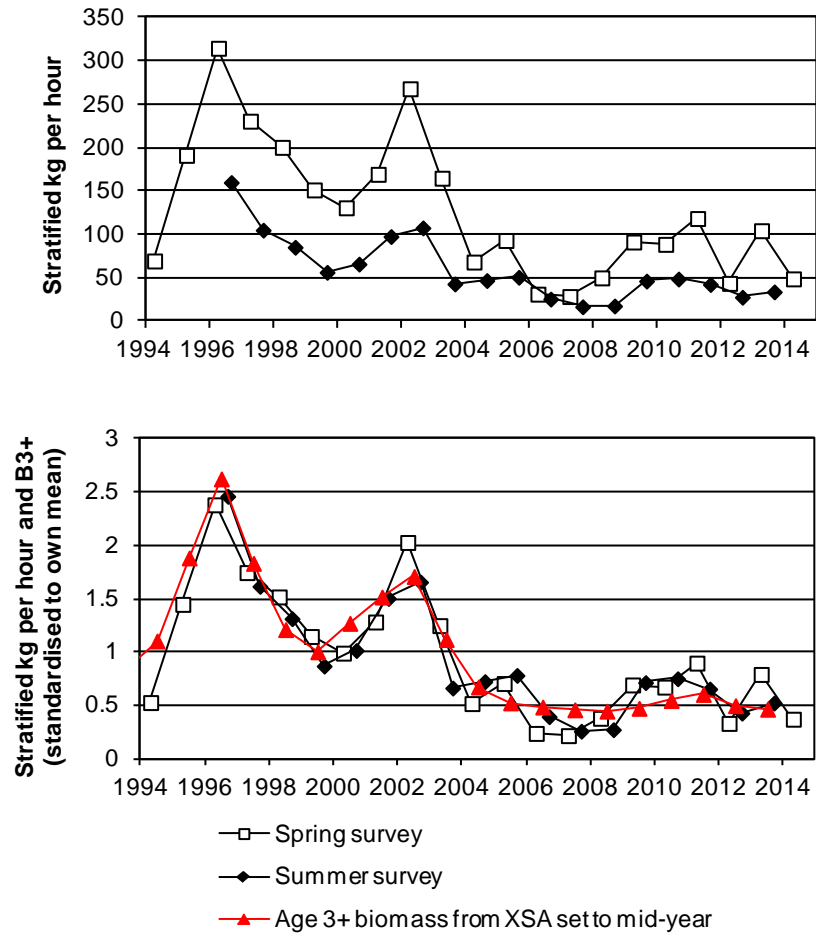 Stratified kg per hour
350
300
250
200
150
100
50
0
1994 1996 1998 2000 2002 2004 2006 2008 2010 2012 2014
Stratified kg per hour and B3+
(standardised to own mean)
3
2.5
2
1.5
1
0.5
0
1994 1996 1998 2000 2002 2004 2006 2008 2010 2012 2014
Spring survey
Summer survey
Age 3+ biomass from XSA set to mid-year